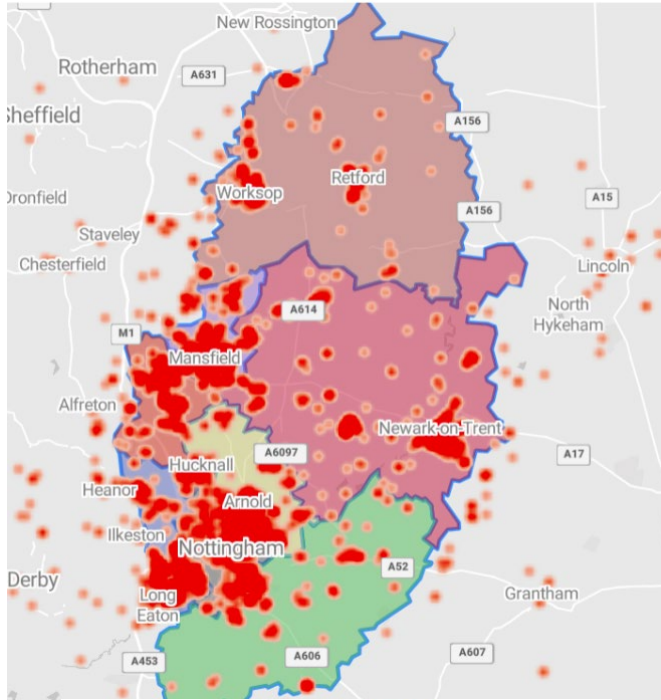 New Rossington
Rotherham
A631
Sheffield
A156
Worksop
Retford
Dronfield
A15
A156
Staveley
Chesterfield
Lincoln
A614
North
Hykeham
M1
Mansfield
Alfreton
Newark-on-Trent
A6097
A17
Hucknall
Heanor
Arnold
Ilkeston
Nottingham
A52
Derby
Long
Eaton
Grantham
A453
A606
A607